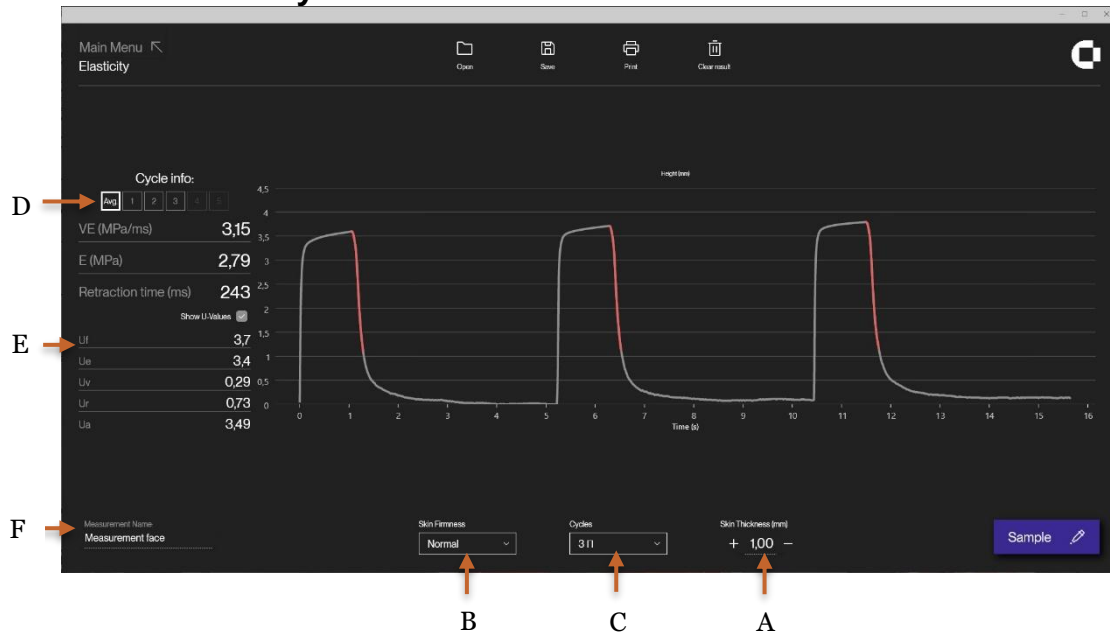 Main Menu
Elasticity
Open
Save
Print
Clear result
Cycle info:
D
Avg. 1 2 3 4 5
VE (MPa/ms) 3,15
E (MPa) 2,79
Retraction time (ms) 243
Show U-Values
E
Uf 3,7
Ue 3,4
Uv 0,29
Ur 0,73
Ua 3,49
Height (mm)
4,5
4
3,5
3
2,5
2
1,5
1
0,5
0
0 1 2 3 4 5 6 7 8 9 10 11 12 13 14 15 16
Time (s)
F
Measurement Name
Measurement face
Skin Firmness
Normal
Cycles
3
Skin Thickness (mm)
+ 1,00 −
Sample
B
C
A